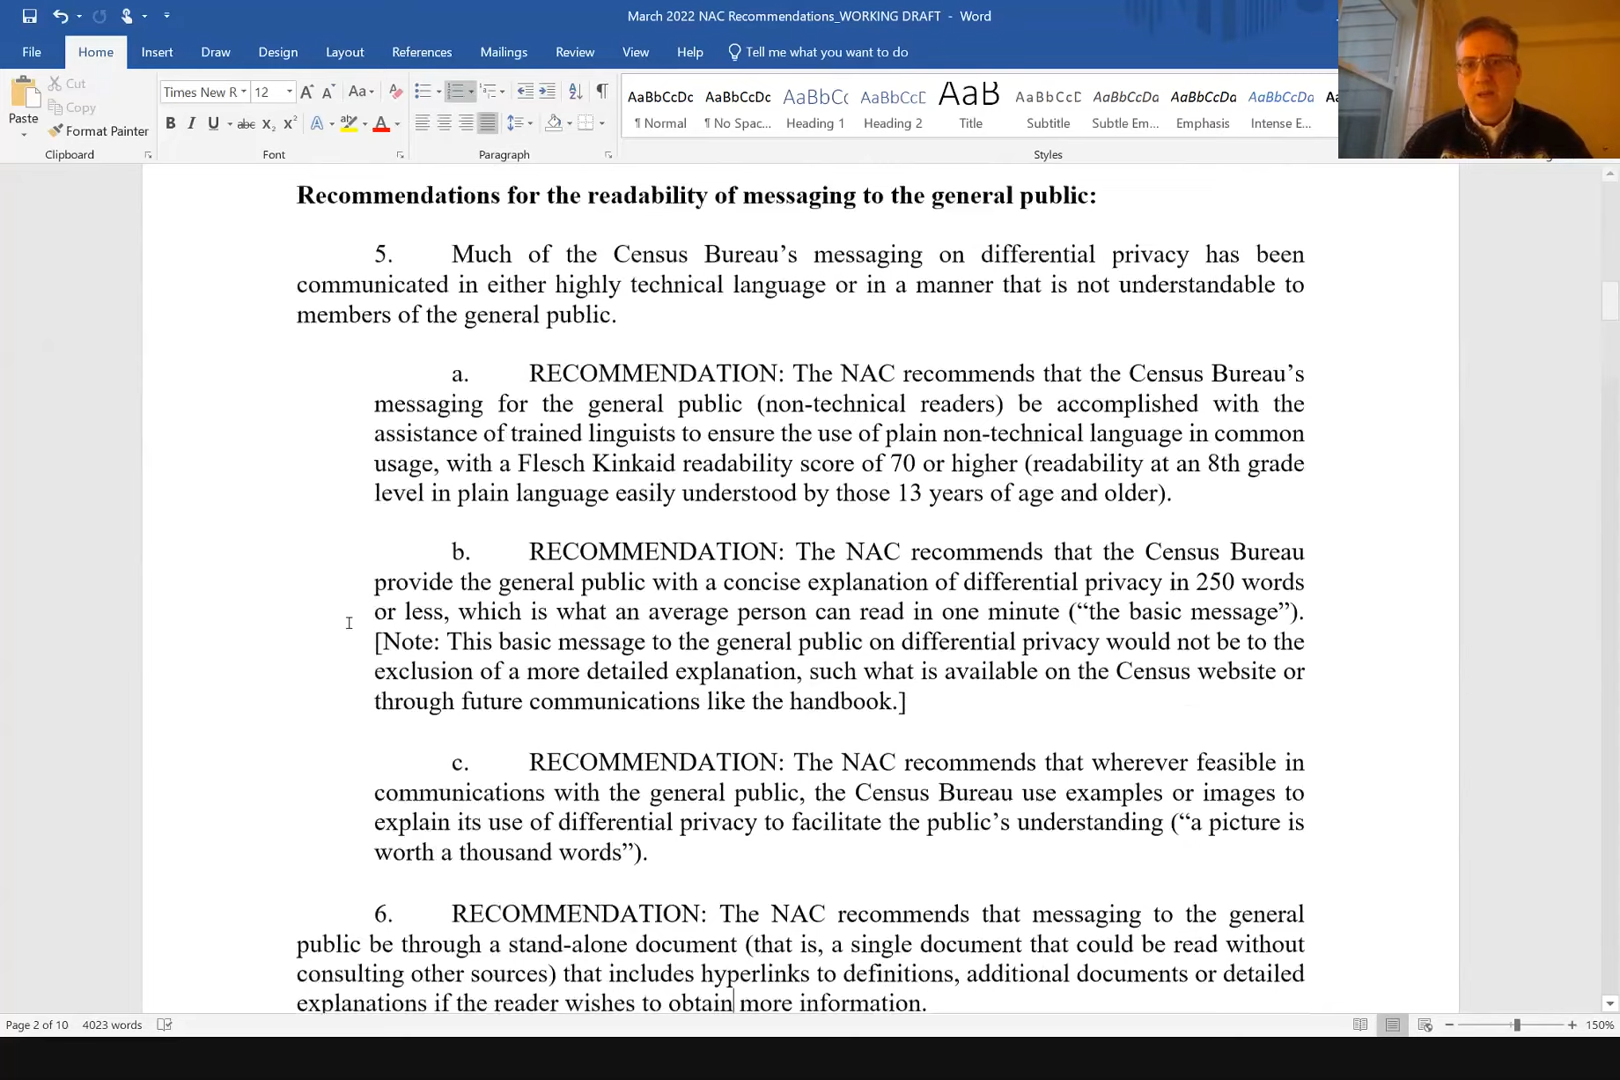 March 2022 NAC Recommendations_WORKING DRAFT - Word
File Home Insert Draw Design Layout References Mailings Review View Help Tell me what you want to do
Paste
Cut
Copy
Format Painter
Clipboard
Times New R 12
Font
Paragraph
AaBbCcDc AaBbCcDc AaBbC AaBbCcD AaB AaBbCcD AaBbCcDa AaBbCcDa AaBbCcDa
¶ Normal ¶ No Spac... Heading 1 Heading 2 Title Subtitle Subtle Em... Emphasis Intense E...
Styles
Recommendations for the readability of messaging to the general public:
5. Much of the Census Bureau’s messaging on differential privacy has been
communicated in either highly technical language or in a manner that is not understandable to
members of the general public.
a. RECOMMENDATION: The NAC recommends that the Census Bureau’s
messaging for the general public (non-technical readers) be accomplished with the
assistance of trained linguists to ensure the use of plain non-technical language in common
usage, with a Flesch Kinkaid readability score of 70 or higher (readability at an 8th grade
level in plain language easily understood by those 13 years of age and older).
b. RECOMMENDATION: The NAC recommends that the Census Bureau
provide the general public with a concise explanation of differential privacy in 250 words
or less, which is what an average person can read in one minute (“the basic message”).
[Note: This basic message to the general public on differential privacy would not be to the
exclusion of a more detailed explanation, such what is available on the Census website or
through future communications like the handbook.]
c. RECOMMENDATION: The NAC recommends that wherever feasible in
communications with the general public, the Census Bureau use examples or images to
explain its use of differential privacy to facilitate the public’s understanding (“a picture is
worth a thousand words”).
6. RECOMMENDATION: The NAC recommends that messaging to the general
public be through a stand-alone document (that is, a single document that could be read without
consulting other sources) that includes hyperlinks to definitions, additional documents or detailed
explanations if the reader wishes to obtain more information.
Page 2 of 10 4023 words 150%